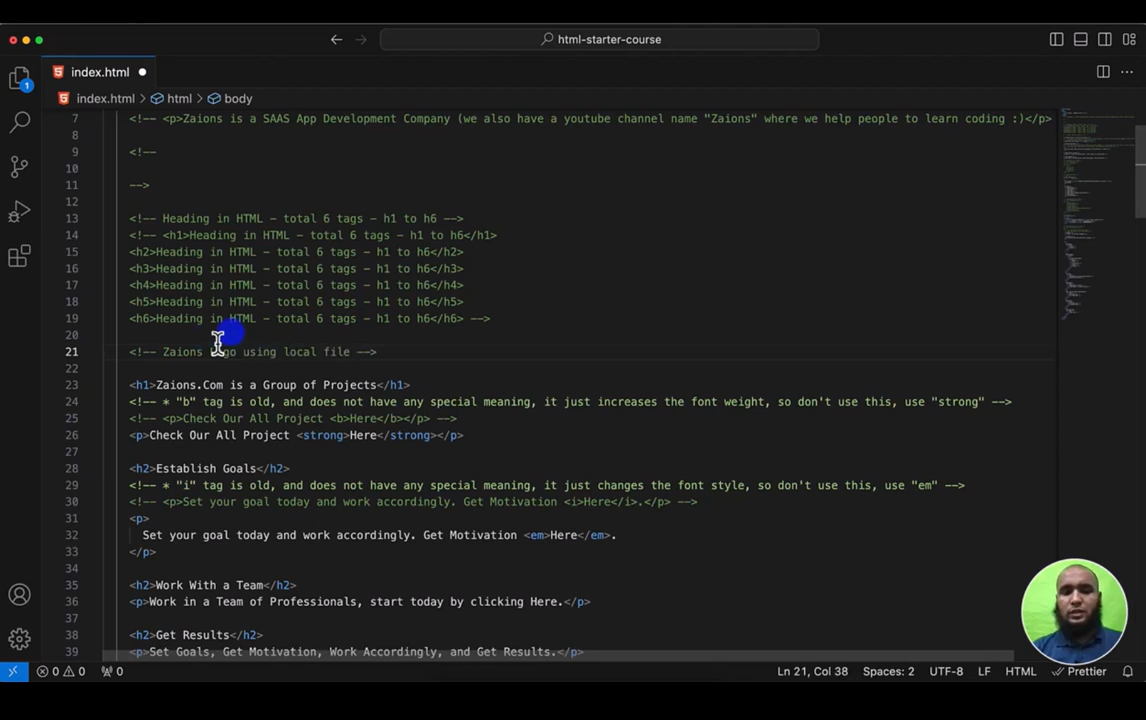 html-starter-course
index.html
index.html html body
1
7 <!-- <p>Zaions is a SAAS App Development Company (we also have a youtube channel name "Zaions" where we help people to learn coding :)</p>
8
9 <!--
10
11 -->
12
13 <!-- Heading in HTML - total 6 tags - h1 to h6 -->
14 <!-- <h1>Heading in HTML - total 6 tags - h1 to h6</h1>
15 <h2>Heading in HTML - total 6 tags - h1 to h6</h2>
16 <h3>Heading in HTML - total 6 tags - h1 to h6</h3>
17 <h4>Heading in HTML - total 6 tags - h1 to h6</h4>
18 <h5>Heading in HTML - total 6 tags - h1 to h6</h5>
19 <h6>Heading in HTML - total 6 tags - h1 to h6</h6> -->
20
21 <!-- Zaions logo using local file -->
22
23 <h1>Zaions.Com is a Group of Projects</h1>
24 <!-- * "b" tag is old, and does not have any special meaning, it just increases the font weight, so don't use this, use "strong" -->
25 <!-- <p>Check Our All Project <b>Here</b></p> -->
26 <p>Check Our All Project <strong>Here</strong></p>
27
28 <h2>Establish Goals</h2>
29 <!-- * "i" tag is old, and does not have any special meaning, it just changes the font style, so don't use this, use "em" -->
30 <!-- <p>Set your goal today and work accordingly. Get Motivation <i>Here</i>.</p> -->
31 <p>
32 Set your goal today and work accordingly. Get Motivation <em>Here</em>.
33 </p>
34
35 <h2>Work With a Team</h2>
36 <p>Work in a Team of Professionals, start today by clicking Here.</p>
37
38 <h2>Get Results</h2>
39 <p>Set Goals, Get Motivation, Work Accordingly, and Get Results.</p>
0 0 0 Ln 21, Col 38 Spaces: 2 UTF-8 LF HTML Prettier